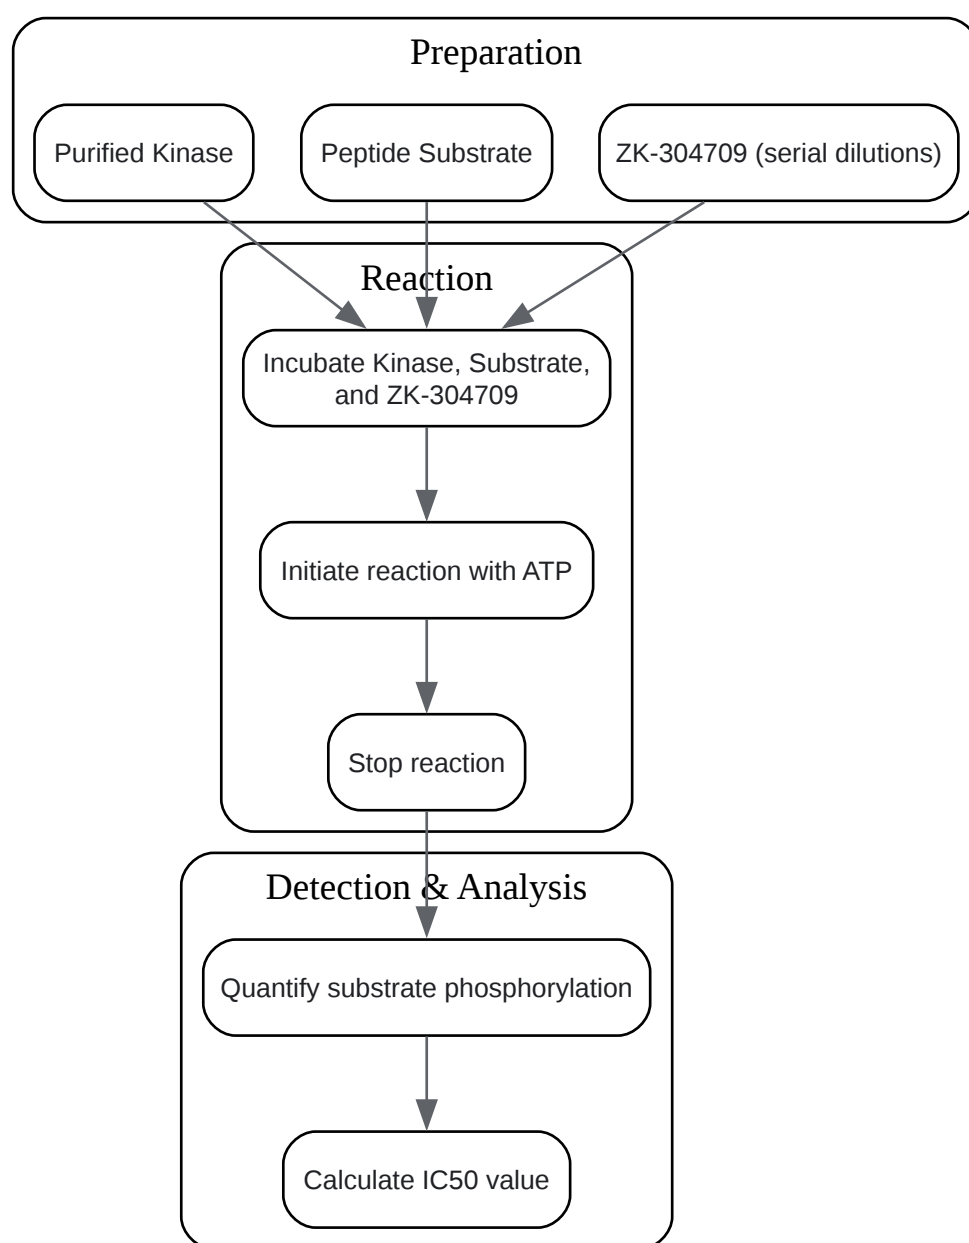 Preparation
Purified Kinase
Peptide Substrate
ZK-304709 (serial dilutions)
Reaction
Incubate Kinase, Substrate,
and ZK-304709
Initiate reaction with ATP
Stop reaction
Detection & Analysis
Quantify substrate phosphorylation
Calculate IC50 value